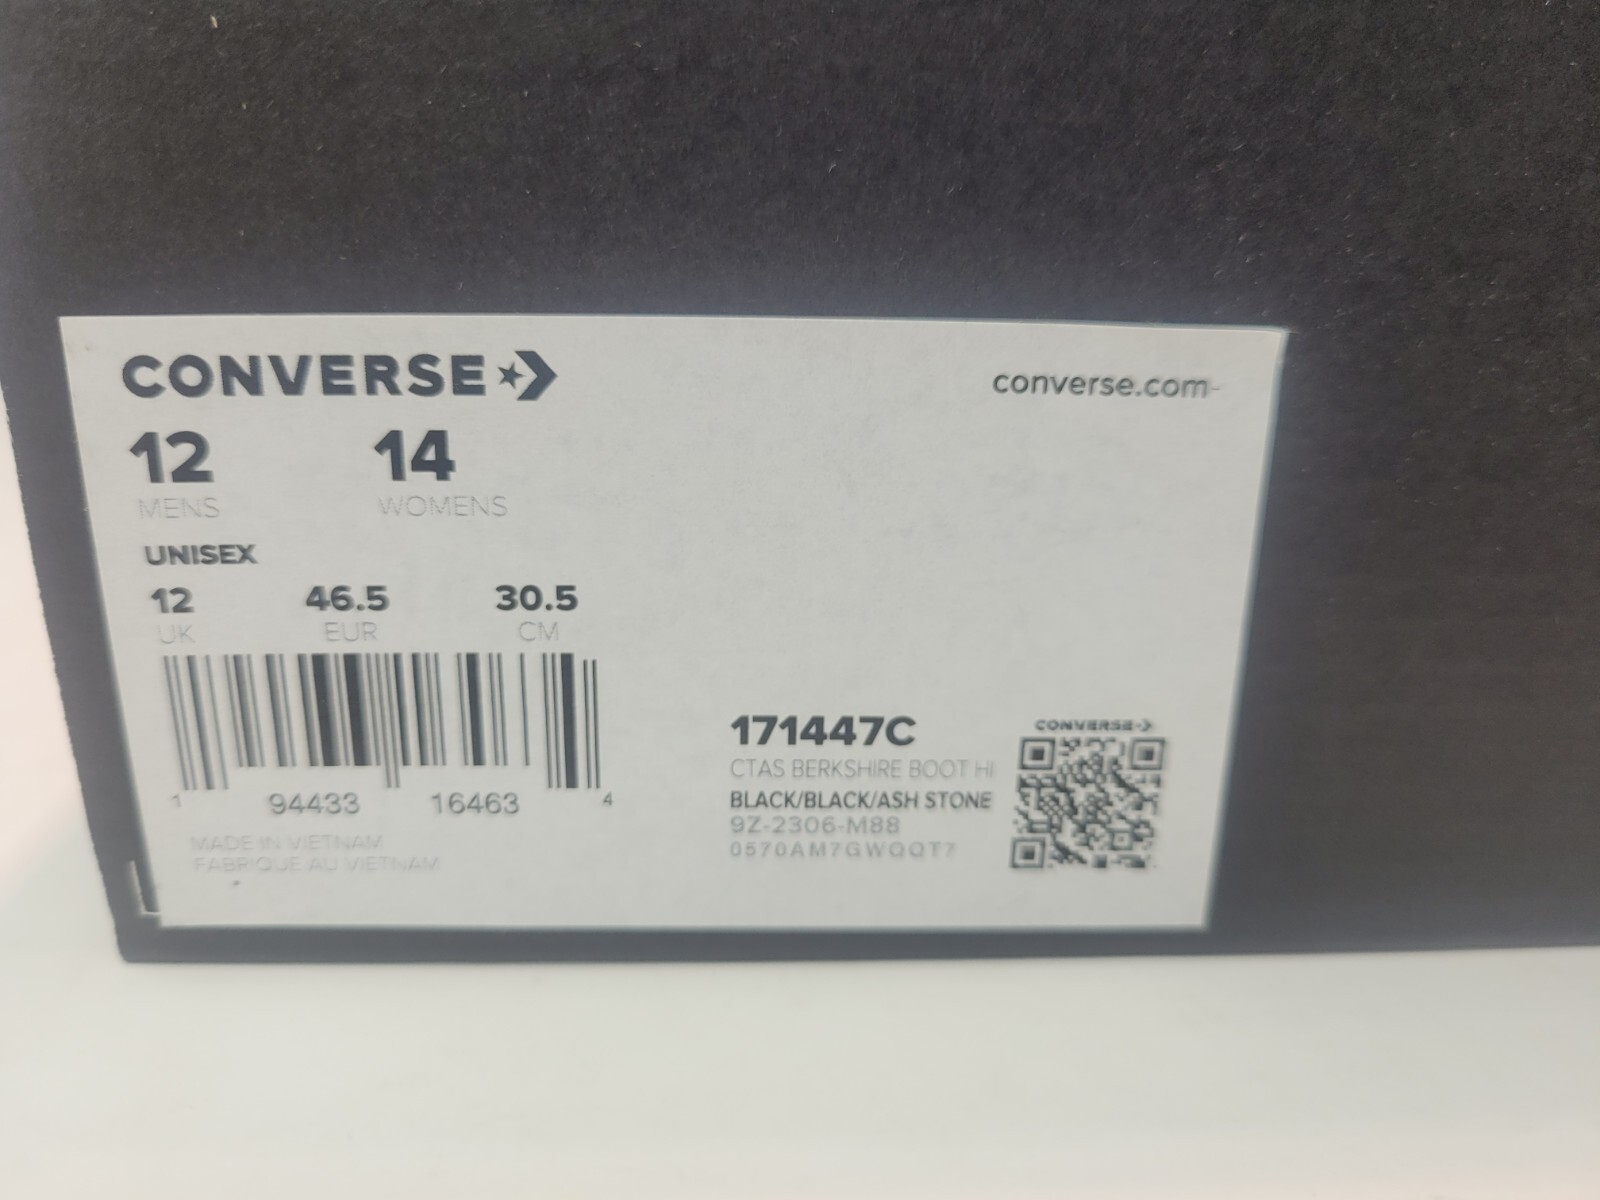 CONVERSE
converse.com
12 14
MENS WOMENS
UNISEX
12 46.5 30.5
UK EUR CM
1 94433 16463 4
MADE IN VIETNAM
FABRIQUE AU VIETNAM
171447C
CTAS BERKSHIRE BOOT HI
BLACK/BLACK/ASH STONE
9Z-2306-M88
CONVERSE